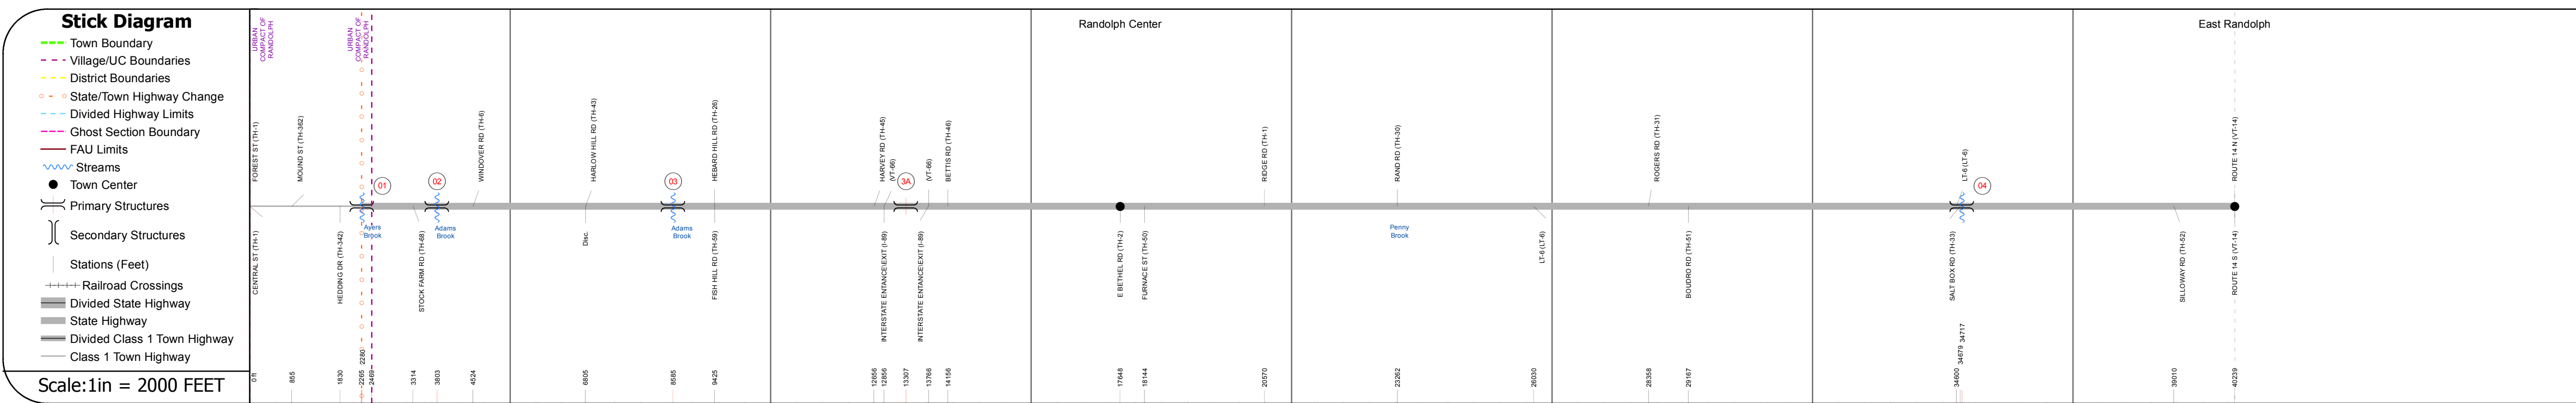 Stick Diagram
Town Boundary
Village/UC Boundaries
District Boundaries
State/Town Highway Change
Divided Highway Limits
Ghost Section Boundary
FAU Limits
Streams
Town Center
Primary Structures
Secondary Structures
Stations (Feet)
Railroad Crossings
Divided State Highway
State Highway
Divided Class 1 Town Highway
Class 1 Town Highway
Scale:1in = 2000 FEET
URBAN
COMPACT OF
RANDOLPH
URBAN
COMPACT OF
RANDOLPH
Randolph Center
East Randolph
FOREST ST (TH-1)
MOUND ST (TH-362)
WINDOVER RD (TH-6)
HARLOW HILL RD (TH-43)
HEBARD HILL RD (TH-26)
HARVEY RD (TH-45)
(VT-66)
(VT-66)
BETTIS RD (TH-46)
RIDGE RD (TH-1)
RAND RD (TH-30)
ROGERS RD (TH-31)
LT-6 (LT-6)
ROUTE 14 N (VT-14)
01
02
03
3A
04
Ayers
Brook
Adams
Brook
Adams
Brook
Penny
Brook
CENTRAL ST (TH-1)
HEDDING DR (TH-342)
STOCK FARM RD (TH-68)
Disc.
FISH HILL RD (TH-59)
INTERSTATE ENTANCE\EXIT (I-89)
INTERSTATE ENTANCE\EXIT (I-89)
E BETHEL RD (TH-2)
FURNACE ST (TH-50)
LT-6 (LT-6)
BOUDRO RD (TH-51)
SALT BOX RD (TH-33)
SILLOWAY RD (TH-52)
ROUTE 14 S (VT-14)
0 ft
855
1830
2265
2280
2469
3314
3803
4524
6805
8585
9425
12656
12856
13307
13766
14156
17648
18144
20570
23262
26030
28358
29167
34600
34679
34717
39010
40239